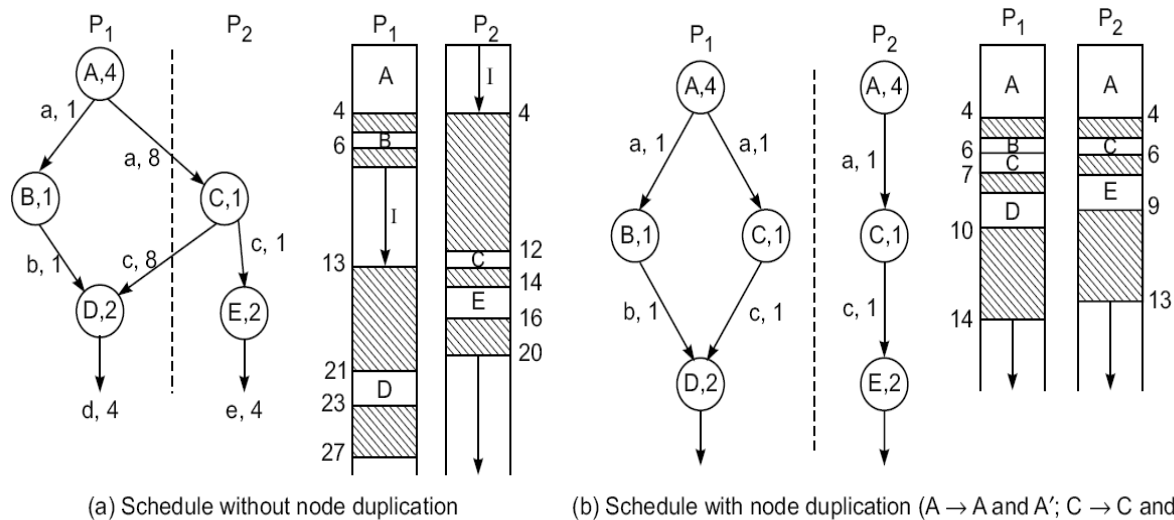 P1 P2 P1 P2
A,4
a, 1
a, 8
B,1
C,1
b, 1
c, 8
c, 1
D,2
E,2
d, 4
e, 4
A
I
4
4
6
B
I
13
12
C
14
E
16
20
21
D
23
27
(a) Schedule without node duplication
P1 P2 P1 P2
A,4
A, 4
a, 1
a,1
a, 1
B,1
C,1
C,1
b, 1
c, 1
c, 1
D,2
E,2
A
A
4
4
B
C
6
6
C
7
E
D
9
10
13
14
(b) Schedule with node duplication (A → A and A′; C → C and